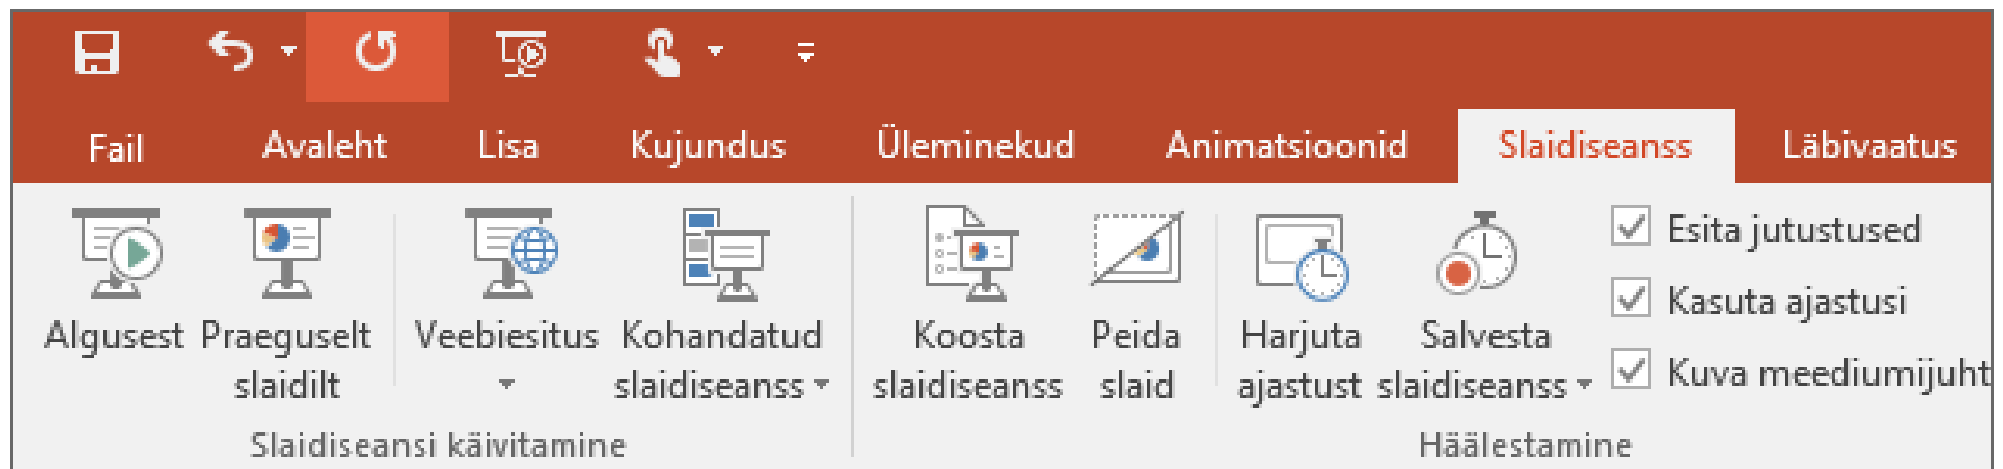 Fail Avaleht Lisa Kujundus Üleminekud Animatsioonid Slaidiseanss Läbivaatus
Algusest
Praeguselt
slaidilt
Veebiesitus
Kohandatud
slaidiseanss
Koosta
slaidiseanss
Peida
slaid
Harjuta
ajastust
Salvesta
slaidiseanss
Esita jutustused
Kasuta ajastusi
Kuva meediumijuht
Slaidiseansi käivitamine
Häälestamine